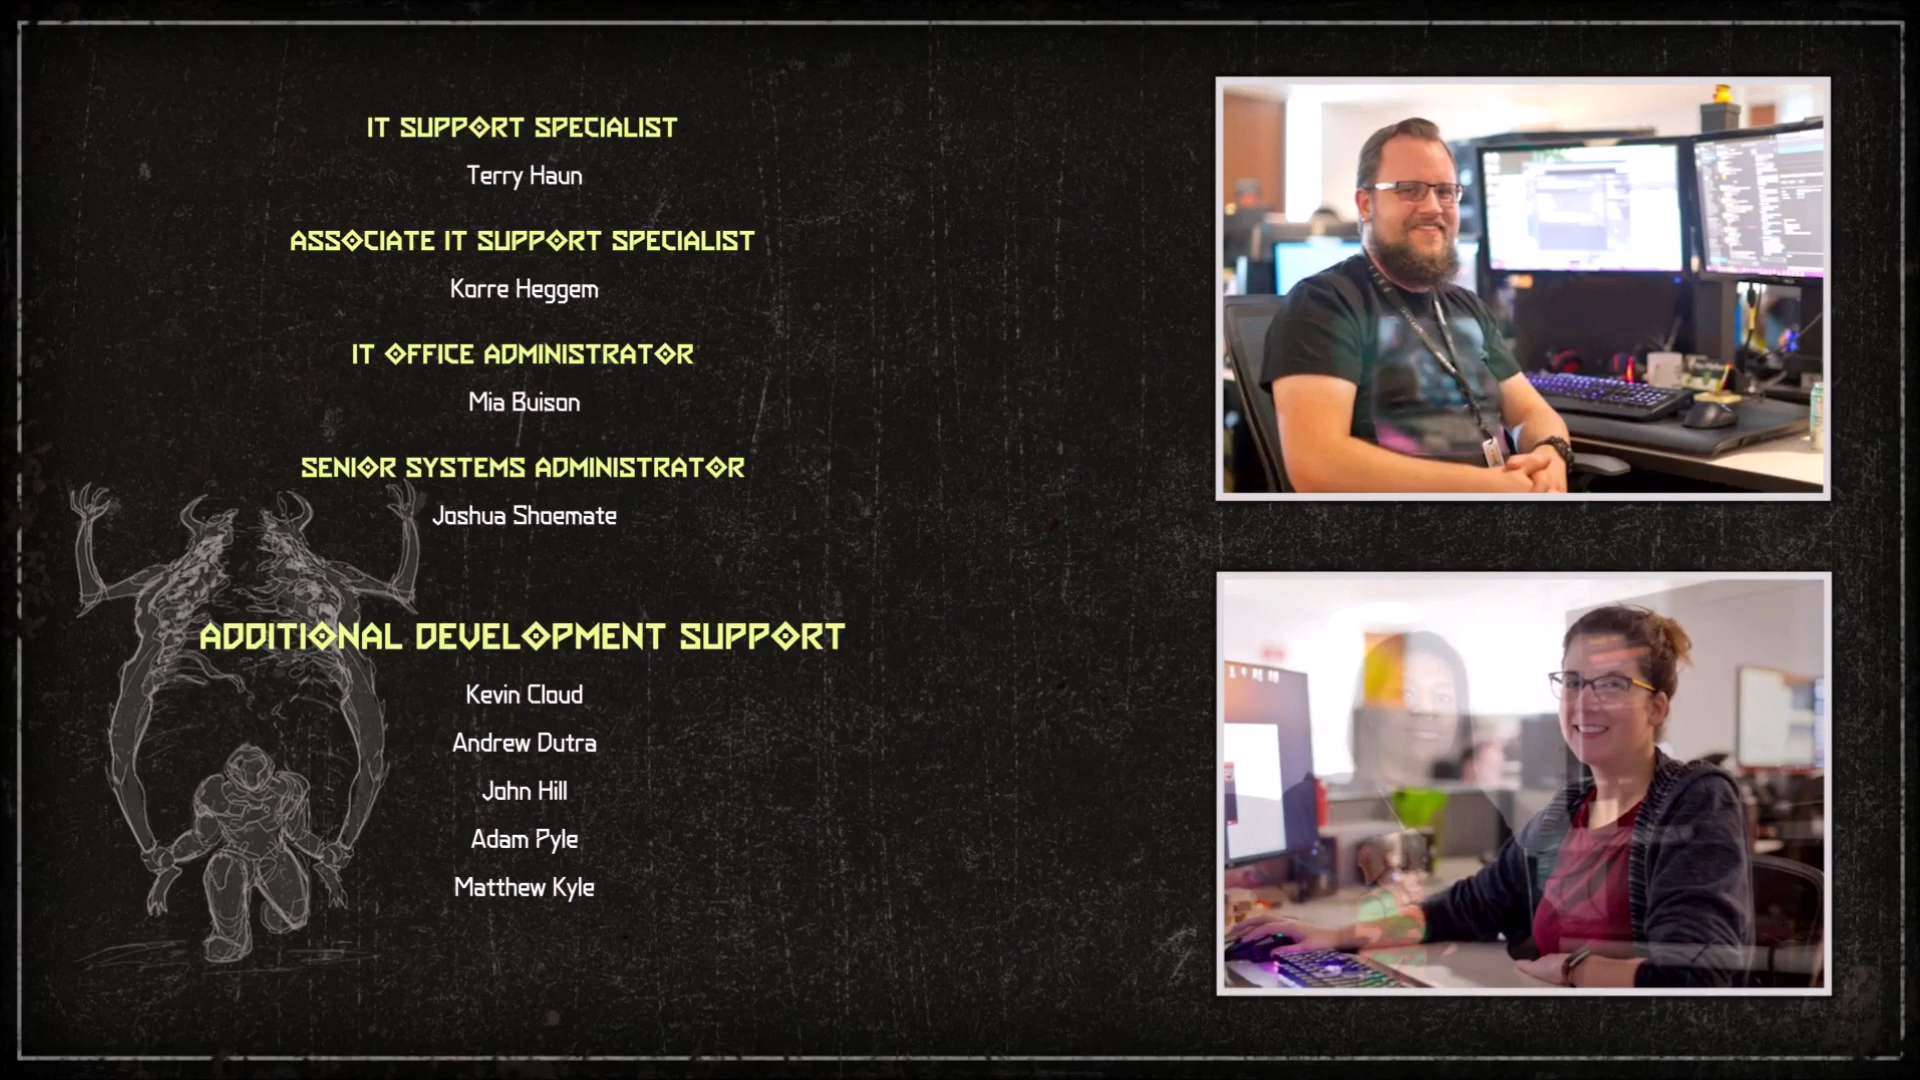 IT SUPPORT SPECIALIST
Terry Haun
ASSOCIATE IT SUPPORT SPECIALIST
Korre Heggem
IT OFFICE ADMINISTRATOR
Mia Buison
SENIOR SYSTEMS ADMINISTRATOR
Joshua Shoemate
ADDITIONAL DEVELOPMENT SUPPORT
Kevin Cloud
Andrew Dutra
John Hill
Adam Pyle
Matthew Kyle